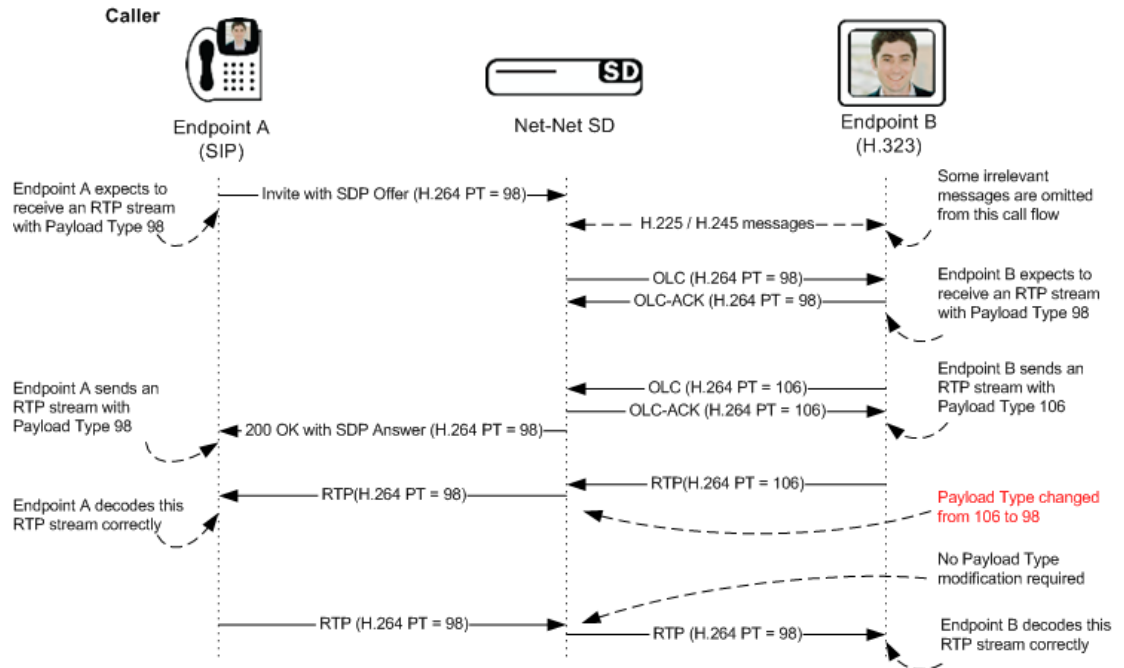 Caller
SD
Endpoint A
(SIP)
Net-Net SD
Endpoint B
(H.323)
Endpoint A expects to
receive an RTP stream
with Payload Type 98
Invite with SDP Offer (H.264 PT = 98)
Some irrelevant
messages are omitted
from this call flow
H.225 / H.245 messages
OLC (H.264 PT = 98)
OLC-ACK (H.264 PT = 98)
Endpoint B expects to
receive an RTP stream
with Payload Type 98
Endpoint A sends an
RTP stream with
Payload Type 98
OLC (H.264 PT = 106)
OLC-ACK (H.264 PT = 106)
Endpoint B sends an
RTP stream with
Payload Type 106
200 OK with SDP Answer (H.264 PT = 98)
RTP(H.264 PT = 106)
RTP(H.264 PT = 98)
Endpoint A decodes this
RTP stream correctly
Payload Type changed
from 106 to 98
No Payload Type
modification required
RTP (H.264 PT = 98)
RTP (H.264 PT = 98)
Endpoint B decodes this
RTP stream correctly